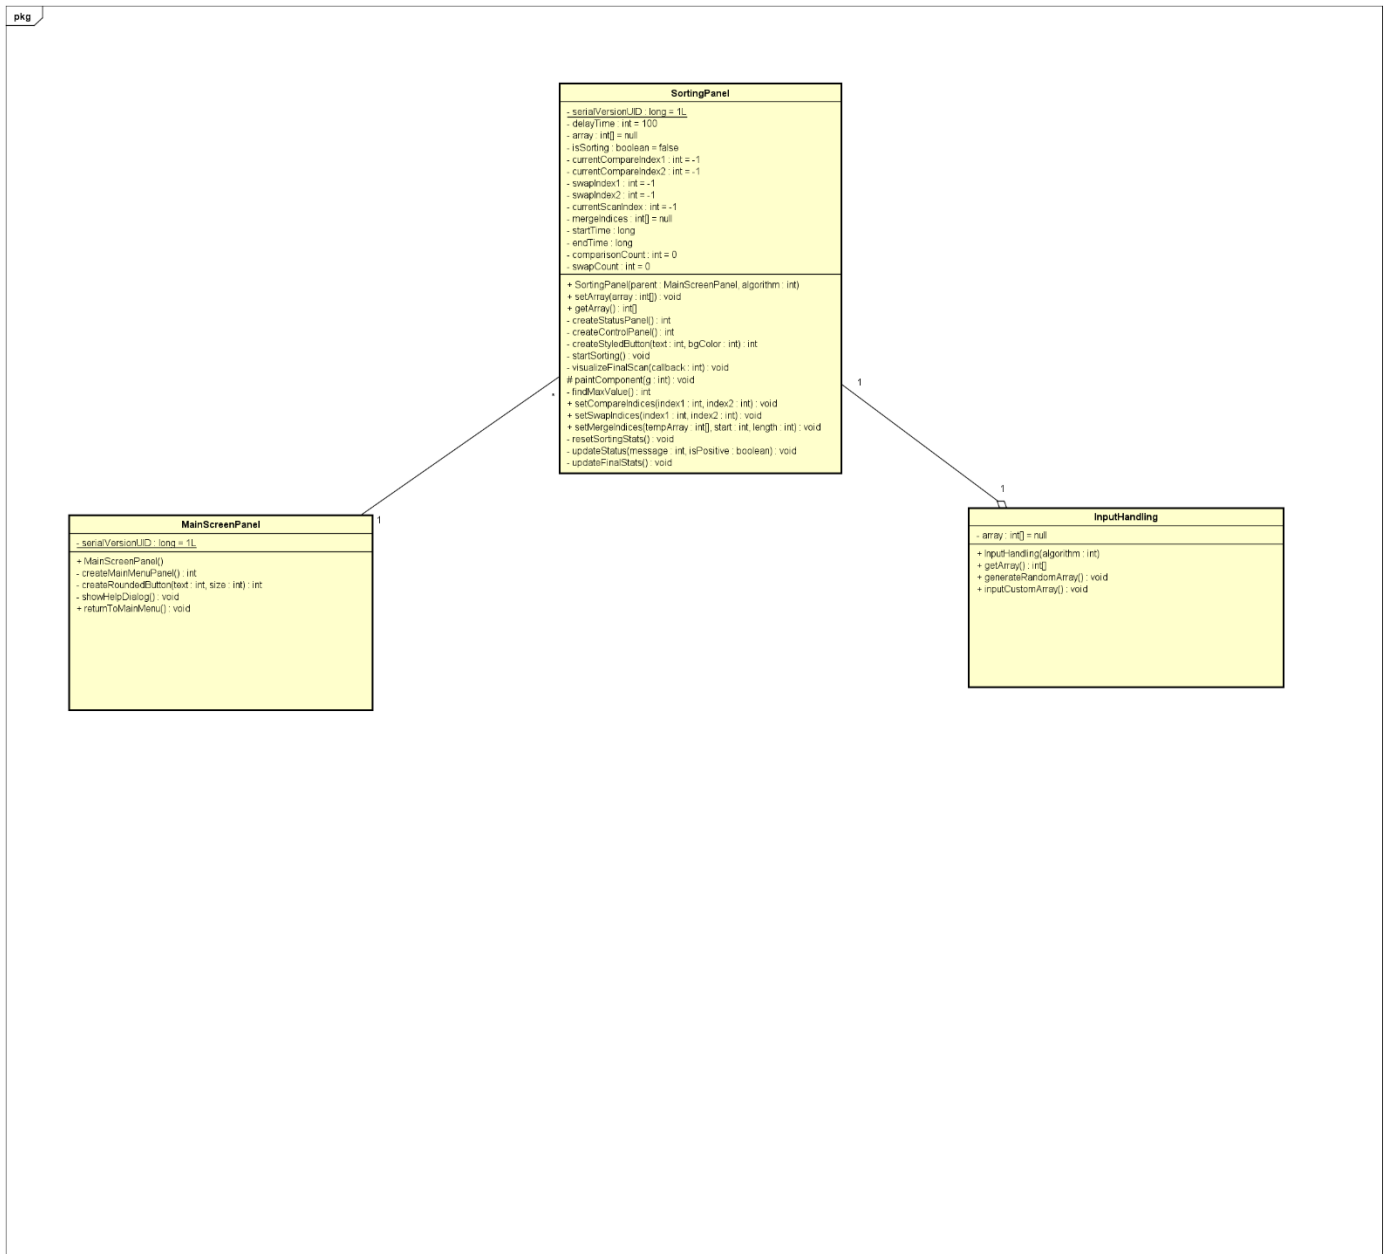 pkg
SortingPanel
- serialVersionUID : long = 1L
- delayTime : int = 100
- array : int[] = null
- isSorting : boolean = false
- currentCompareIndex1 : int = -1
- currentCompareIndex2 : int = -1
- swapIndex1 : int = -1
- swapIndex2 : int = -1
- currentScanIndex : int = -1
- mergeIndices : int[] = null
- startTime : long
- endTime : long
- comparisonCount : int = 0
- swapCount : int = 0
+ SortingPanel(parent : MainScreenPanel, algorithm : int)
+ setArray(array : int[]) : void
+ getArray() : int[]
- createStatusPanel() : int
- createControlPanel() : int
- createStyledButton(text : int, bgColor : int) : int
- startSorting() : void
- visualizeFinalScan(callback : int) : void
# paintComponent(g : int) : void
- findMaxValue() : int
+ setCompareIndices(index1 : int, index2 : int) : void
+ setSwapIndices(index1 : int, index2 : int) : void
+ setMergeIndices(tempArray : int[], start : int, length : int) : void
- resetSortingStats() : void
- updateStatus(message : int, isPositive : boolean) : void
- updateFinalStats() : void
*
1
1
1
MainScreenPanel
- serialVersionUID : long = 1L
+ MainScreenPanel()
- createMainMenuPanel() : int
- createRoundedButton(text : int, size : int) : int
- showHelpDialog() : void
+ returnToMainMenu() : void
InputHandling
- array : int[] = null
+ InputHandling(algorithm : int)
+ getArray() : int[]
+ generateRandomArray() : void
+ inputCustomArray() : void